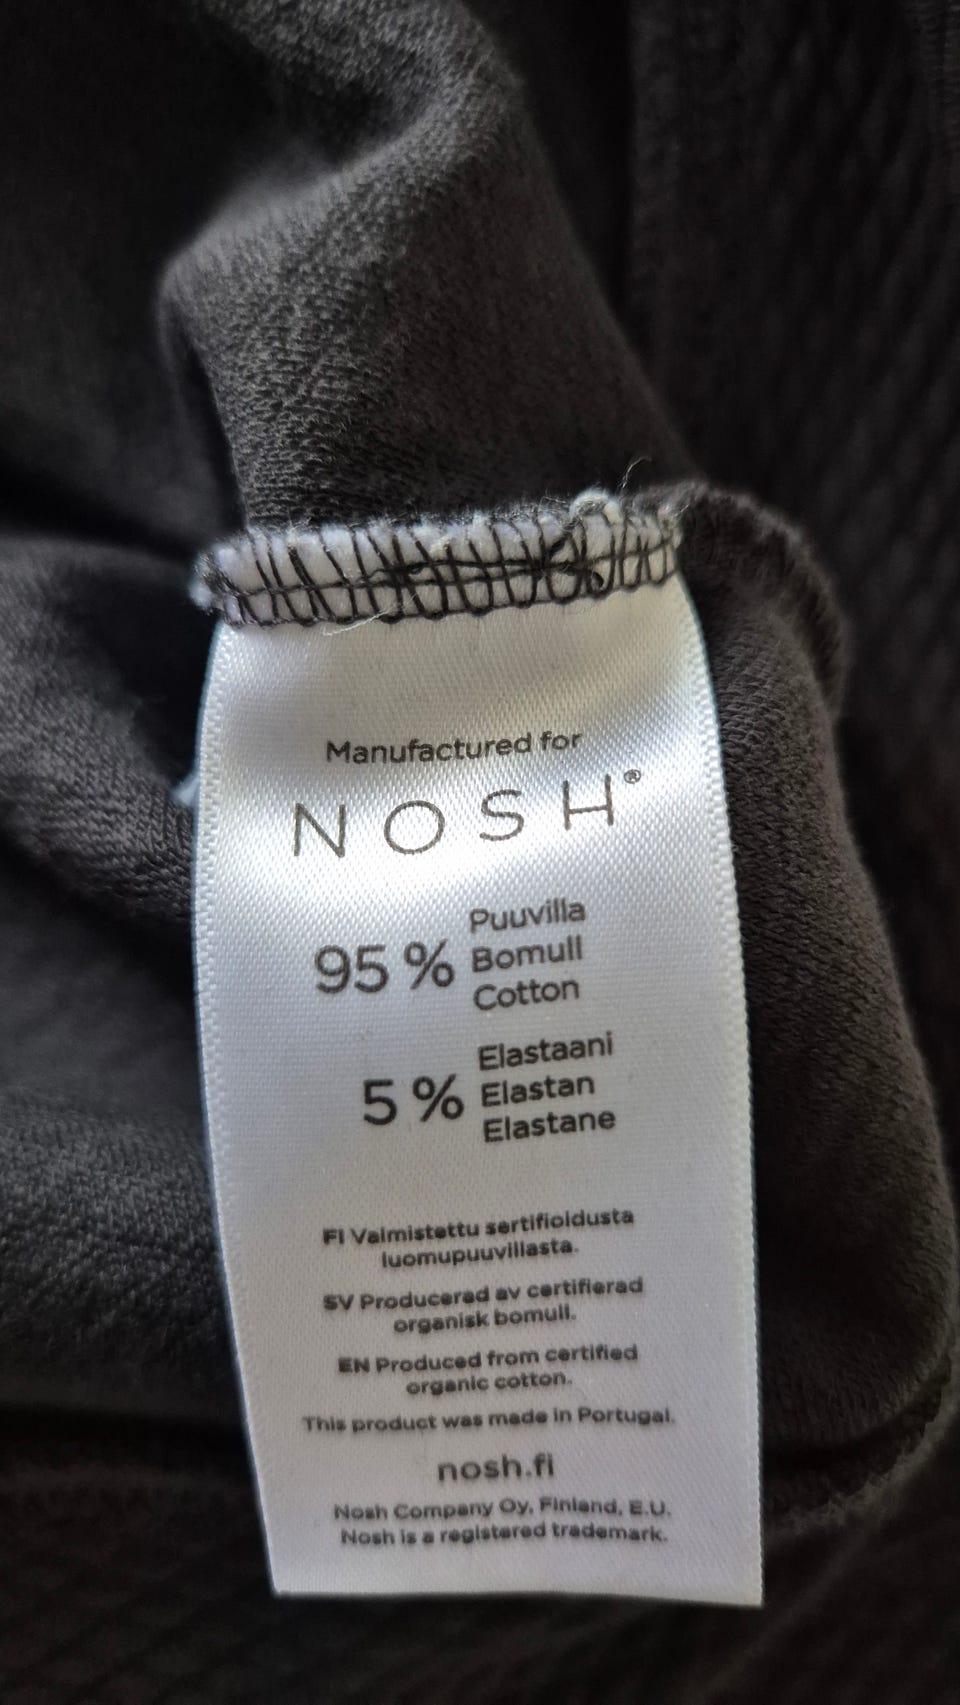 Manufactured for
NOSH®
95 % Puuvilla
Bomull
Cotton
5 % Elastaani
Elastan
Elastane
FI Valmistettu sertifioidusta
luomupuuvillasta.
SV Producerad av certifierad
organisk bomull.
EN Produced from certified
organic cotton.
This product was made in Portugal.
nosh.fi
Nosh Company Oy, Finland, E.U.
Nosh is a registered trademark.